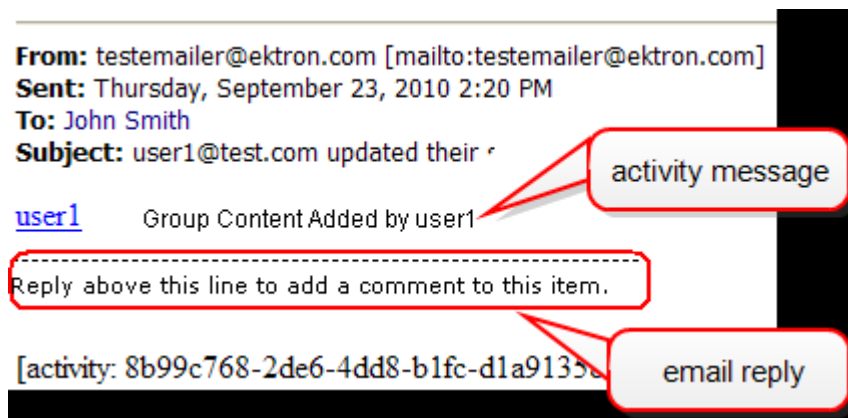 From: testemailer@ektron.com [mailto:testemailer@ektron.com]
Sent: Thursday, September 23, 2010 2:20 PM
To: John Smith
Subject: user1@test.com updated their
activity message
user1 Group Content Added by user1
Reply above this line to add a comment to this item.
[activity: 8b99c768-2de6-4dd8-b1fc-d1a9135
email reply